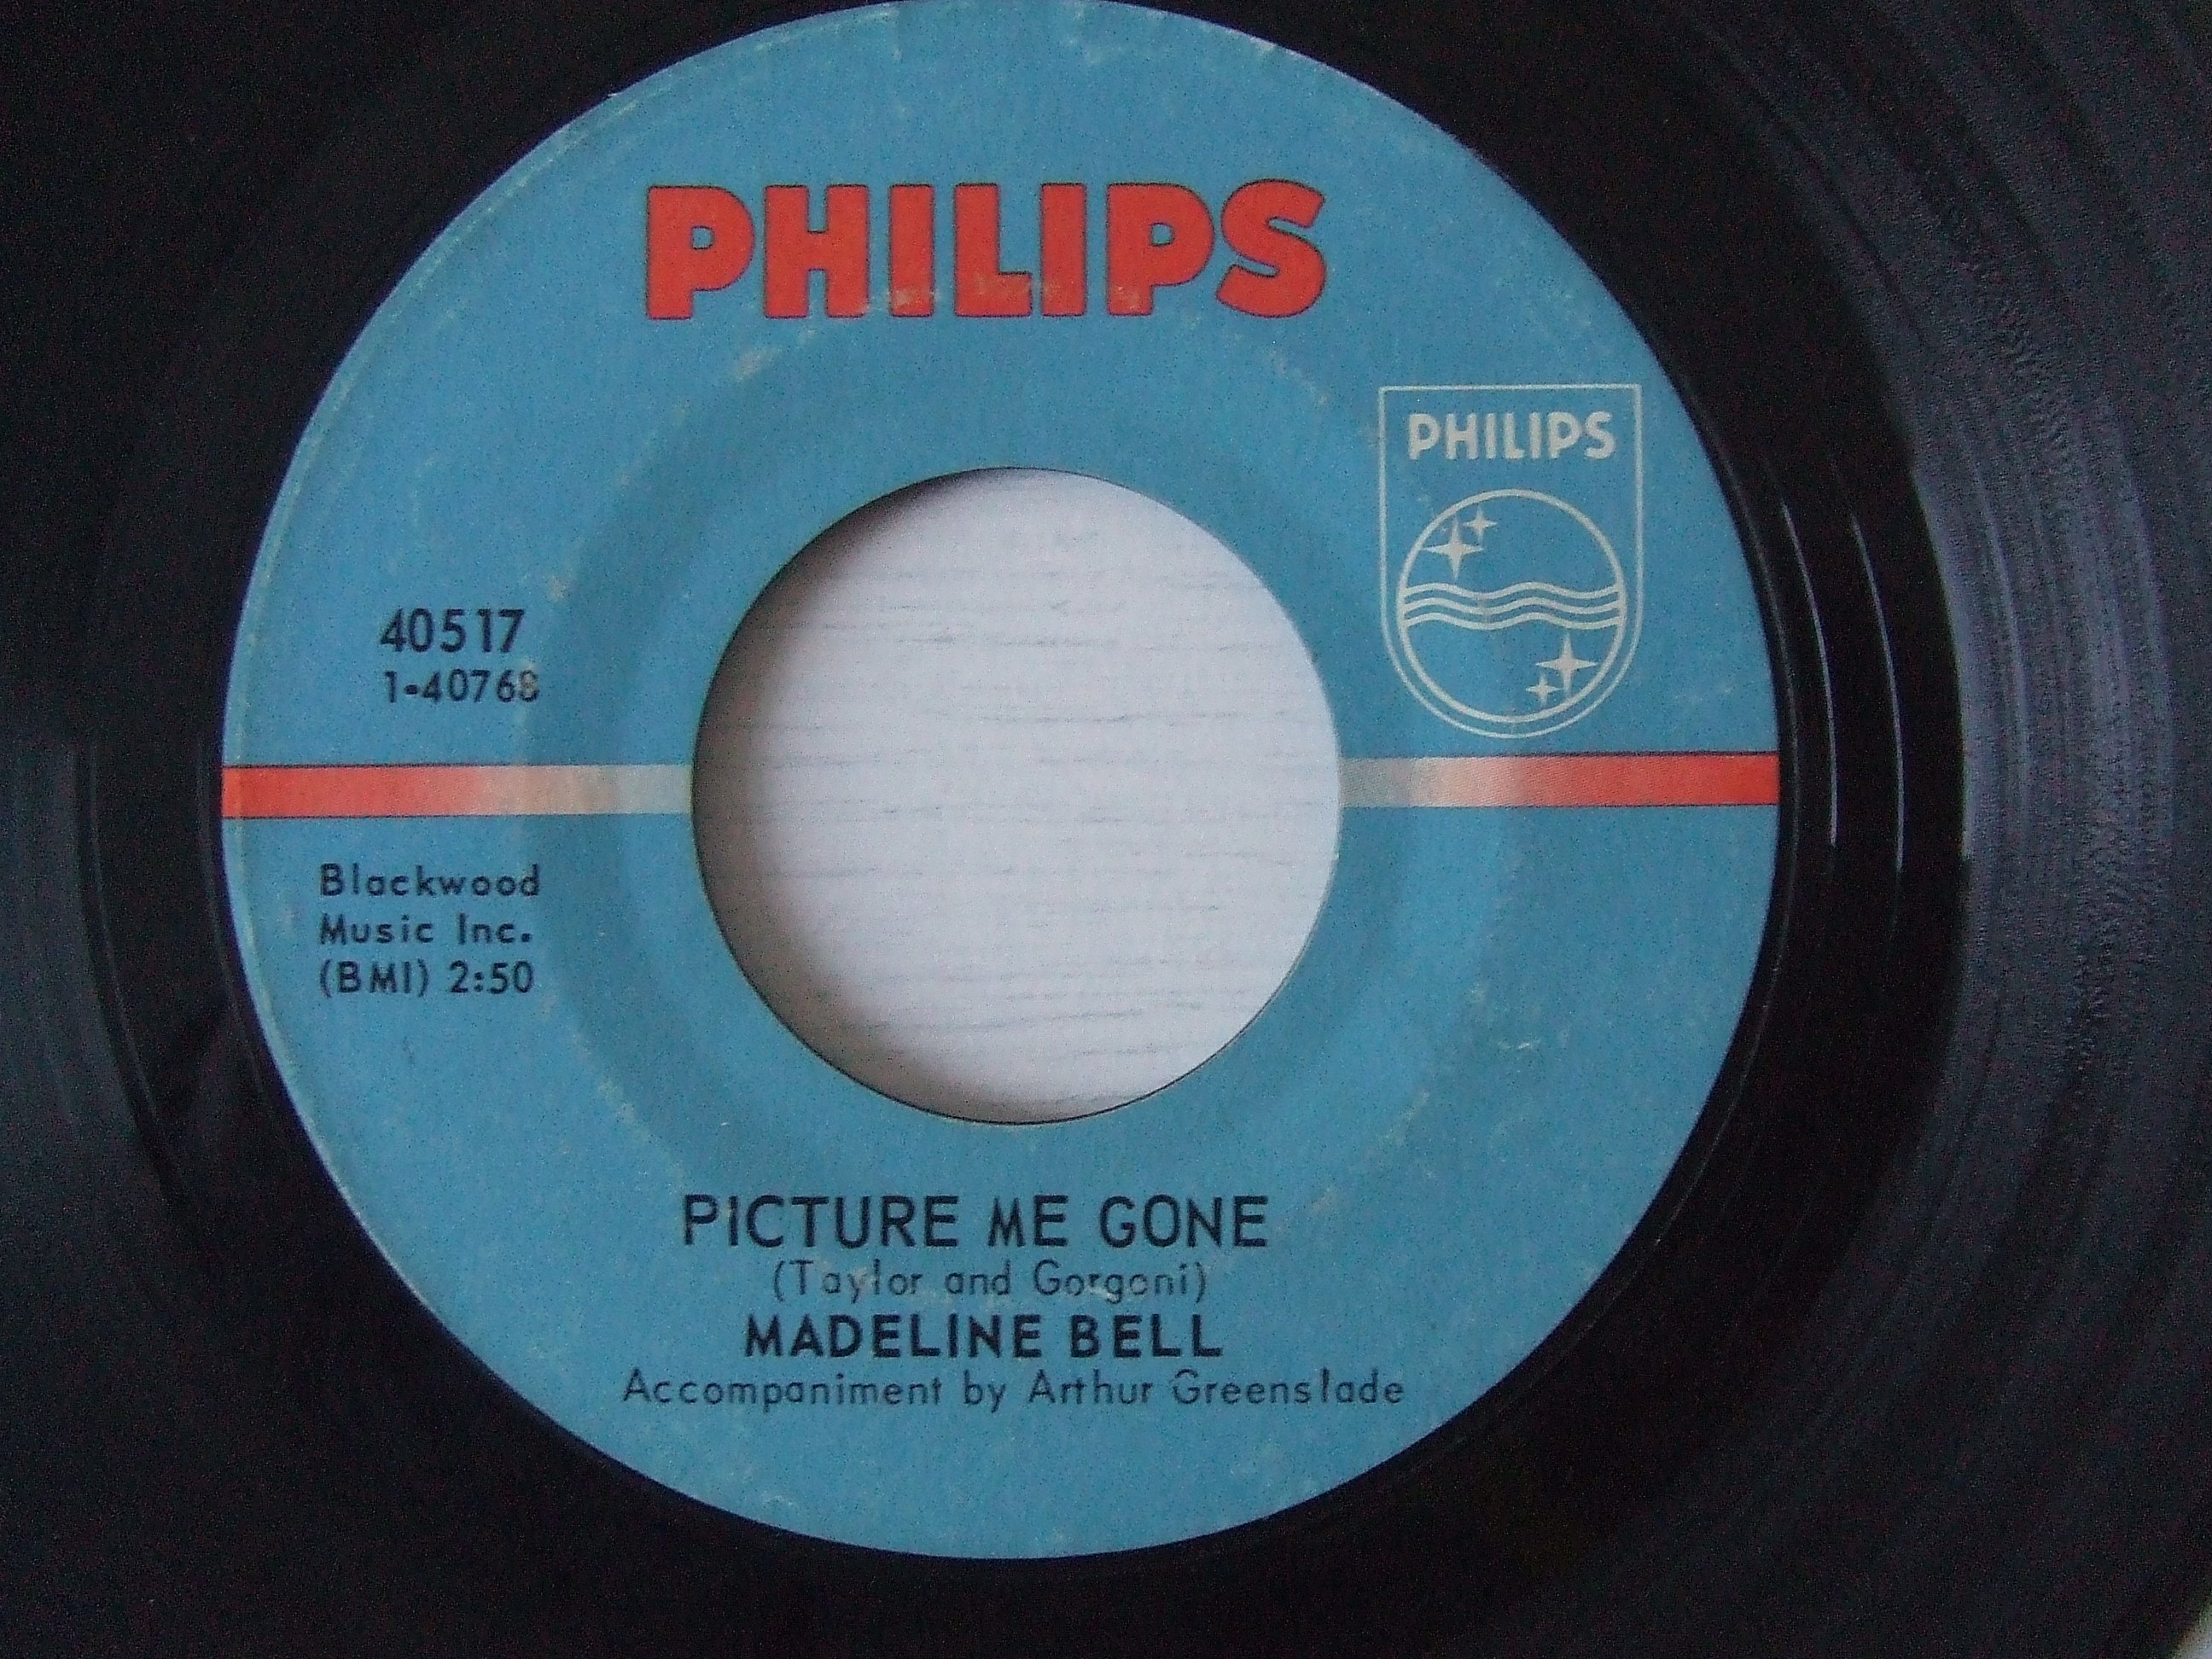 PHILIPS
PHILIPS
40517
1-40768
Blackwood
Music Inc.
(BMI) 2:50
PICTURE ME GONE
(Taylor and Gorgoni)
MADELINE BELL
Accompaniment by Arthur Greenslade